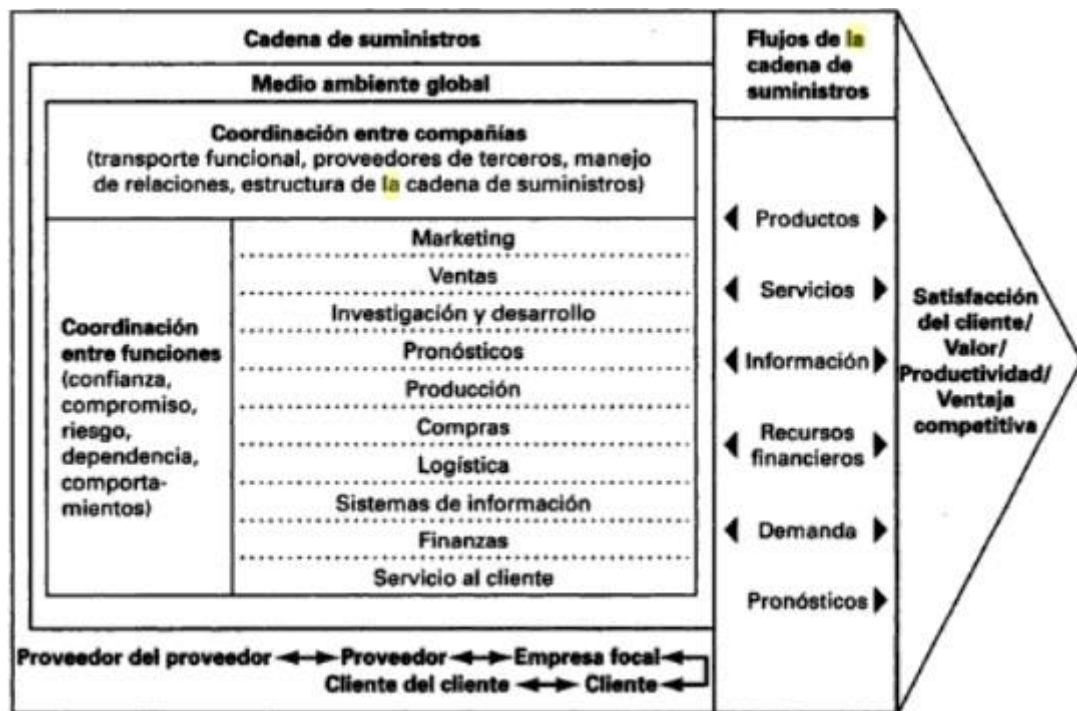 Cadena de suministros
Medio ambiente global
Coordinación entre compañías
(transporte funcional, proveedores de terceros, manejo
de relaciones, estructura de la cadena de suministros)
Coordinación
entre funciones
(confianza,
compromiso,
riesgo,
dependencia,
comporta-
mientos)
Marketing
Ventas
Investigación y desarrollo
Pronósticos
Producción
Compras
Logística
Sistemas de información
Finanzas
Servicio al cliente
Proveedor del proveedor Proveedor Empresa focal
Cliente del cliente Cliente
Flujos de la
cadena de
suministros
Productos
Servicios
Información
Recursos
financieros
Demanda
Pronósticos
Satisfacción
del cliente/
Valor/
Productividad/
Ventaja
competitiva